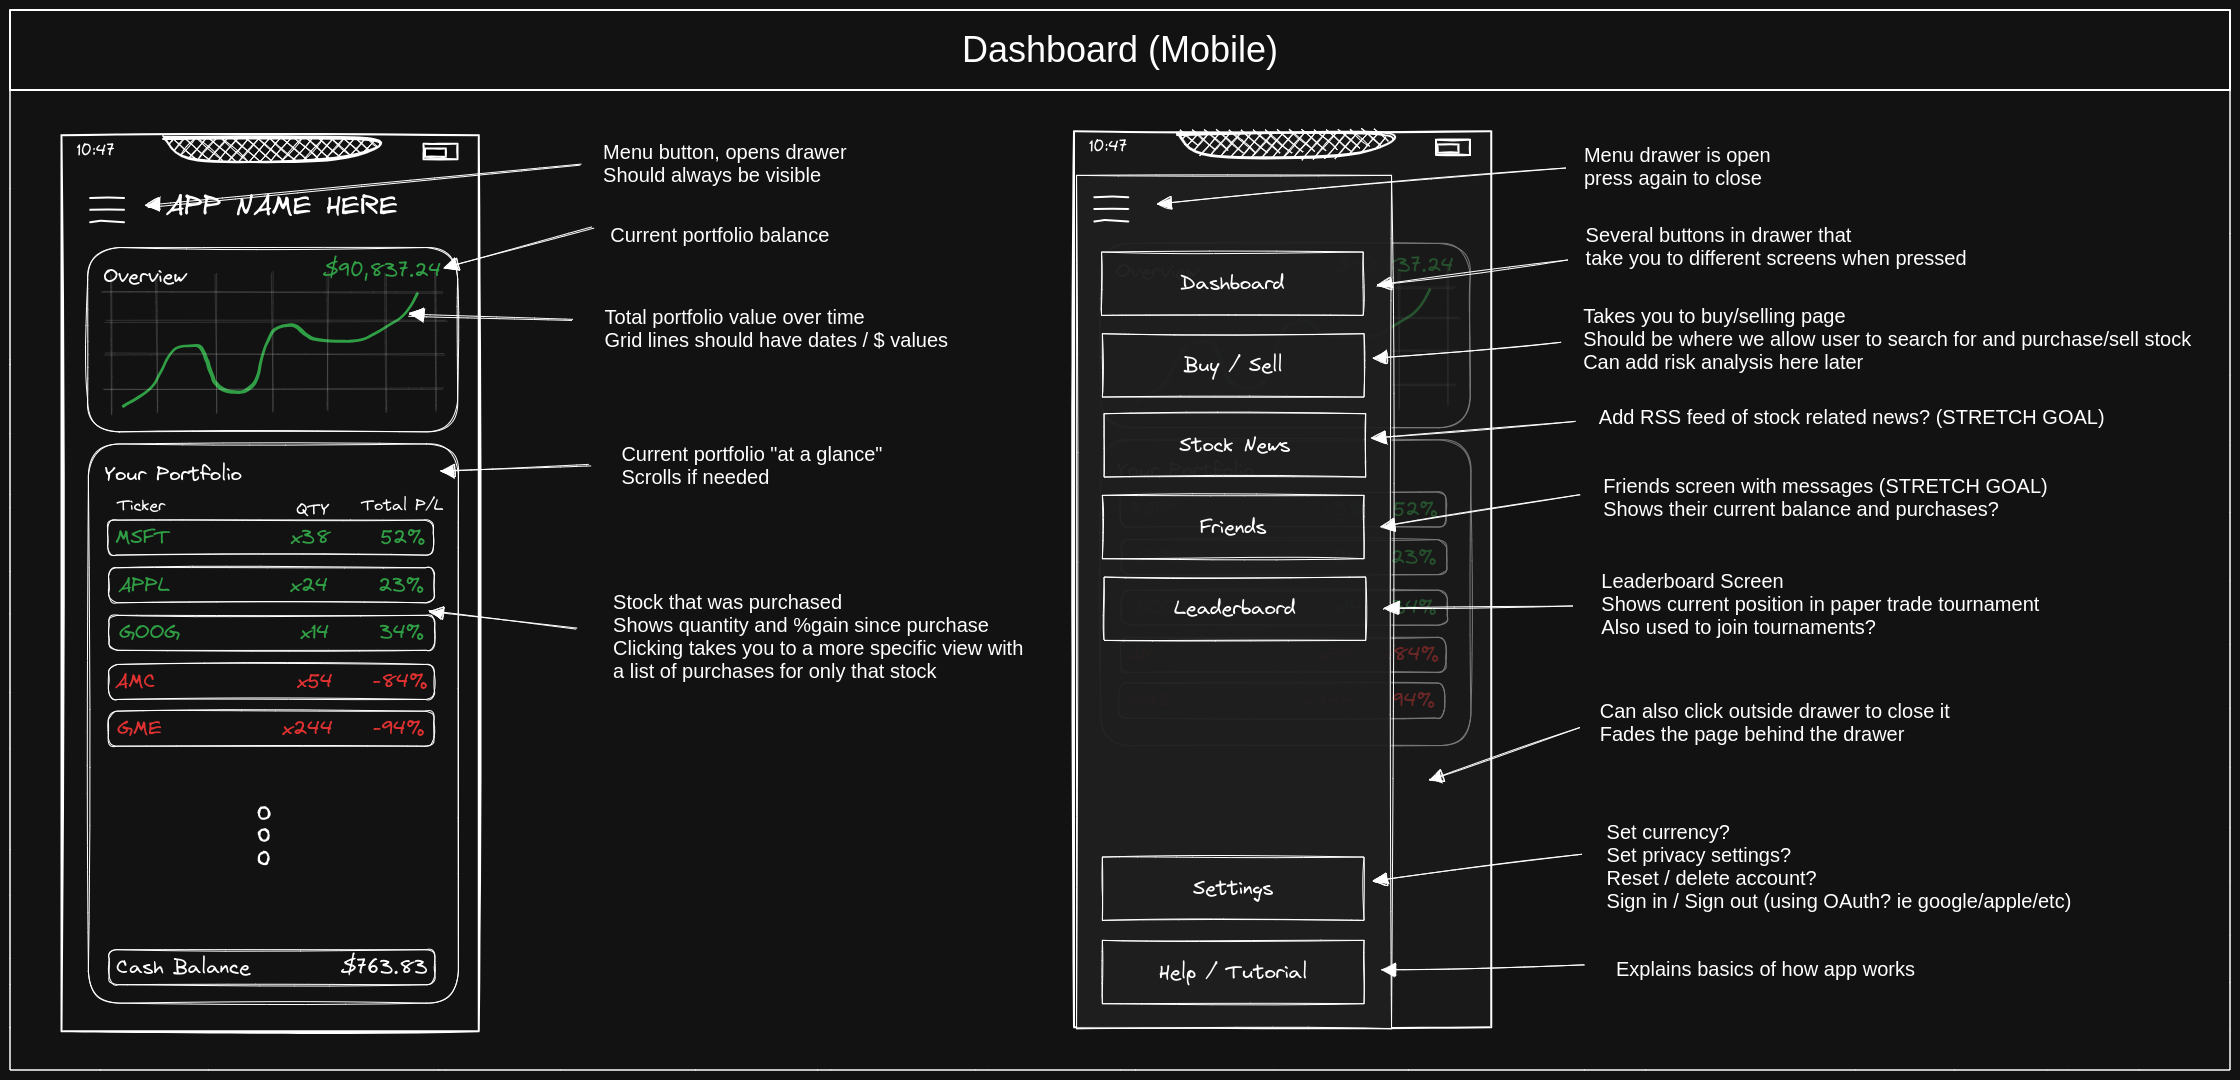 Dashboard (Mobile)
10:47
APP NAME HERE
Overview
$90,837.24
Your Portfolio
Ticker QTY Total P/L
MSFT x38 52%
APPL x24 23%
GOOG x14 34%
AMC x54 -84%
GME x244 -94%
Cash Balance $763.83
Menu button, opens drawer
Should always be visible
Current portfolio balance
Total portfolio value over time
Grid lines should have dates / $ values
Current portfolio "at a glance"
Scrolls if needed
Stock that was purchased
Shows quantity and %gain since purchase
Clicking takes you to a more specific view with
a list of purchases for only that stock
10:47
Overview
37.24
Dashboard
Buy / Sell
Your Portfolio
Stock News
52%
Friends
23%
Leaderbaord
34%
84%
94%
Settings
Help / Tutorial
Menu drawer is open
press again to close
Several buttons in drawer that
take you to different screens when pressed
Takes you to buy/selling page
Should be where we allow user to search for and purchase/sell stock
Can add risk analysis here later
Add RSS feed of stock related news? (STRETCH GOAL)
Friends screen with messages (STRETCH GOAL)
Shows their current balance and purchases?
Leaderboard Screen
Shows current position in paper trade tournament
Also used to join tournaments?
Can also click outside drawer to close it
Fades the page behind the drawer
Set currency?
Set privacy settings?
Reset / delete account?
Sign in / Sign out (using OAuth? ie google/apple/etc)
Explains basics of how app works